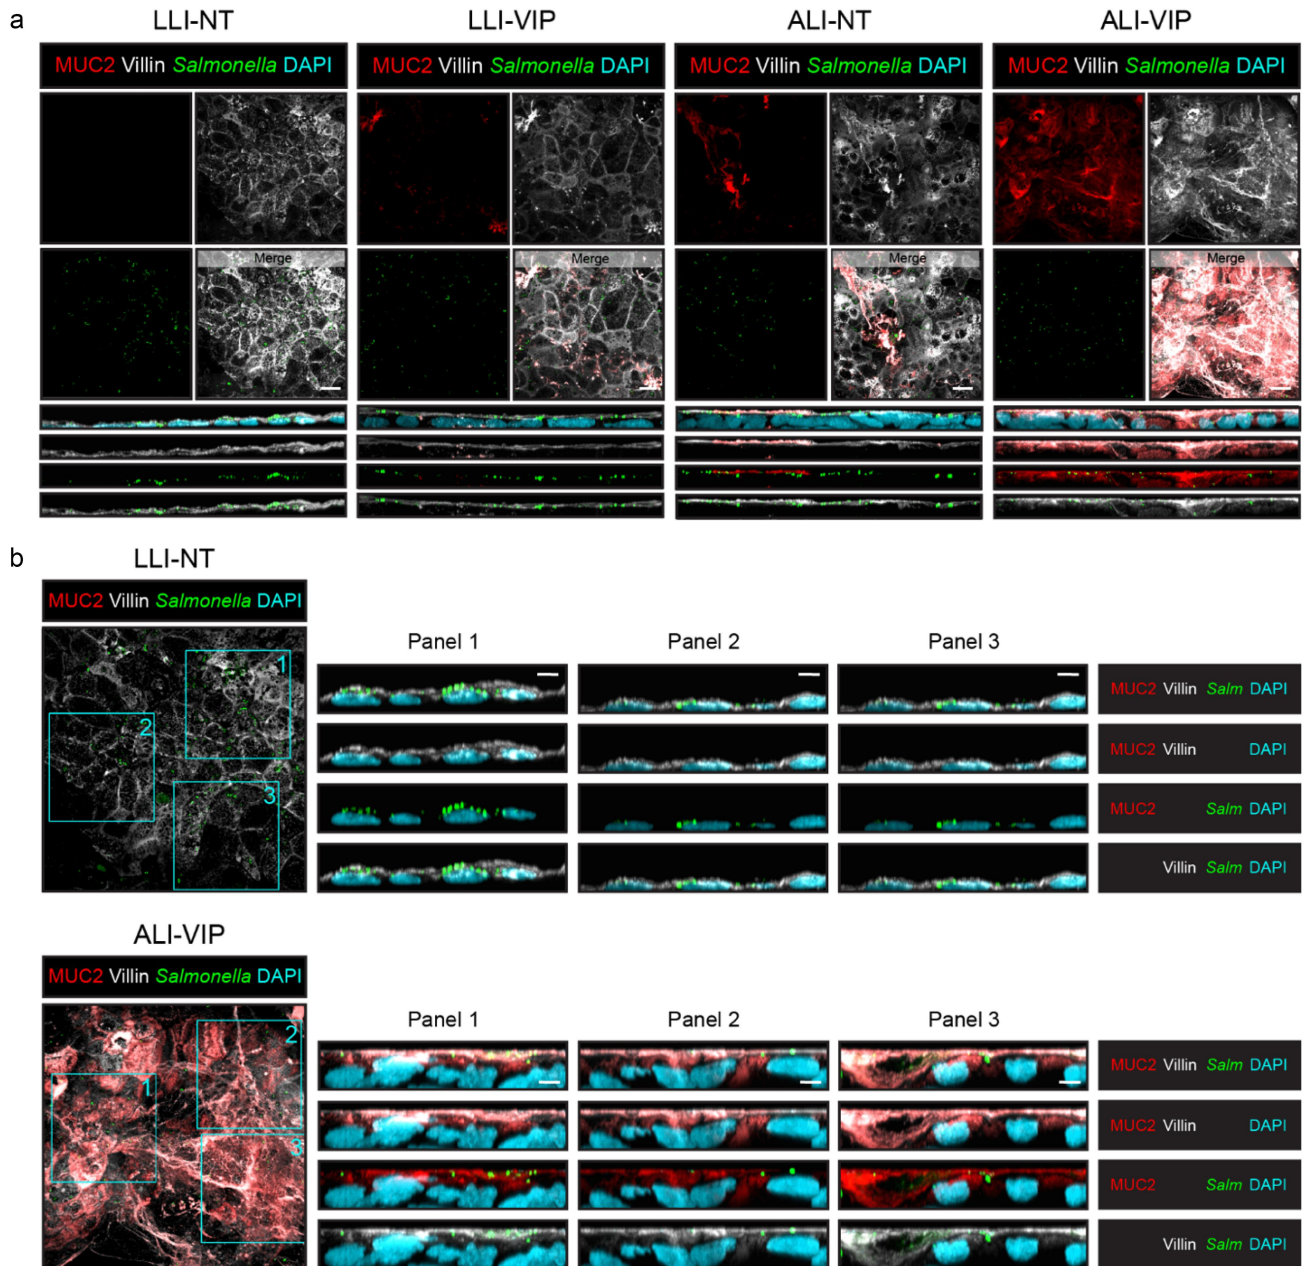 a
LLI-NT LLI-VIP ALI-NT ALI-VIP
MUC2 Villin Salmonella DAPI MUC2 Villin Salmonella DAPI MUC2 Villin Salmonella DAPI MUC2 Villin Salmonella DAPI
Merge Merge Merge Merge
b
LLI-NT
MUC2 Villin Salmonella DAPI
Panel 1 Panel 2 Panel 3
1
2
3
MUC2 Villin Salm DAPI
MUC2 Villin DAPI
MUC2 Salm DAPI
Villin Salm DAPI
ALI-VIP
MUC2 Villin Salmonella DAPI
Panel 1 Panel 2 Panel 3
2
1
3
MUC2 Villin Salm DAPI
MUC2 Villin DAPI
MUC2 Salm DAPI
Villin Salm DAPI